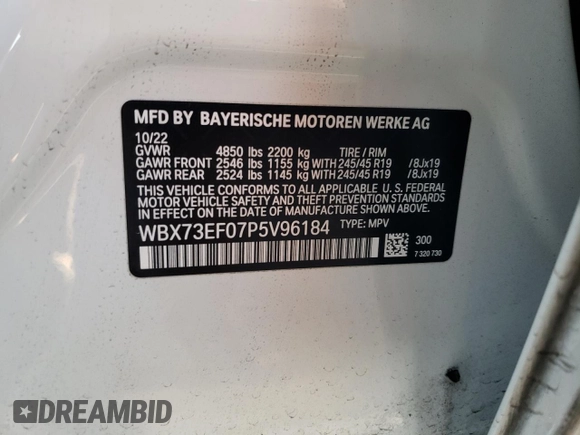 MFD BY BAYERISCHE MOTOREN WERKE AG
10/22
GVWR 4850 lbs 2200 kg TIRE / RIM
GAWR FRONT 2546 lbs 1155 kg WITH 245/45 R19 /8Jx19
GAWR REAR 2524 lbs 1145 kg WITH 245/45 R19 /8Jx19
THIS VEHICLE CONFORMS TO ALL APPLICABLE U. S. FEDERAL
MOTOR VEHICLE SAFETY AND THEFT PREVENTION STANDARDS
IN EFFECT ON THE DATE OF MANUFACTURE SHOWN ABOVE.
WBX73EF07P5V96184 TYPE: MPV
300
7 320 730
DREAMBID